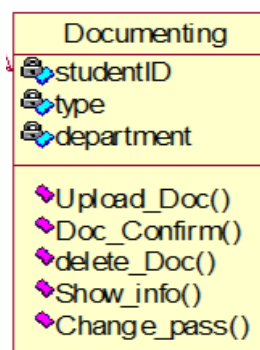 Documenting
studentID
type
department
Upload_Doc()
Doc_Confirm()
delete_Doc()
Show_info()
Change_pass()